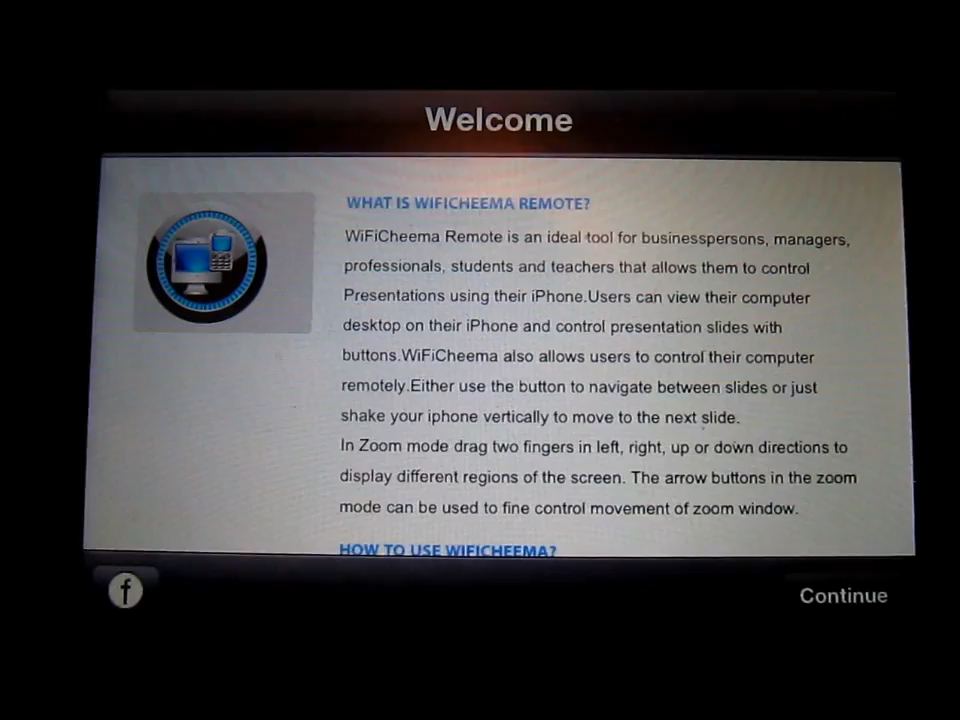 Welcome
WHAT IS WIFICHEEMA REMOTE?
WiFiCheema Remote is an ideal tool for businesspersons, managers,
professionals, students and teachers that allows them to control
Presentations using their iPhone.Users can view their computer
desktop on their iPhone and control presentation slides with
buttons.WiFiCheema also allows users to control their computer
remotely.Either use the button to navigate between slides or just
shake your iphone vertically to move to the next slide.
In Zoom mode drag two fingers in left, right, up or down directions to
display different regions of the screen. The arrow buttons in the zoom
mode can be used to fine control movement of zoom window.
HOW TO USE WIFICHEEMA?
f
Continue